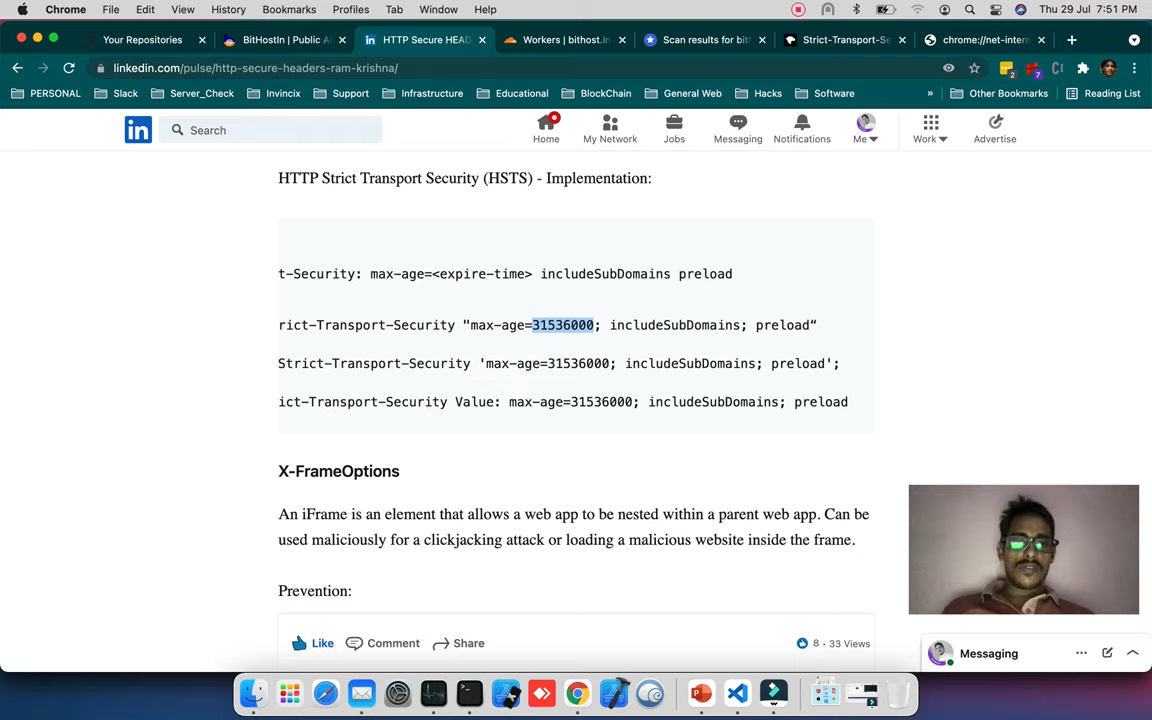 Chrome File Edit View History Bookmarks Profiles Tab Window Help Thu 29 Jul 7:51 PM
Your Repositories BitHostIn | Public A HTTP Secure HEAD Workers | bithost.in Scan results for bit Strict-Transport-Se chrome://net-intern
linkedin.com/pulse/http-secure-headers-ram-krishna/ 2 7
PERSONAL Slack Server_Check Invincix Support Infrastructure Educational BlockChain General Web Hacks Software » Other Bookmarks Reading List
in Search Home My Network Jobs Messaging Notifications Me Work Advertise
HTTP Strict Transport Security (HSTS) - Implementation:
t-Security: max-age=<expire-time> includeSubDomains preload
rict-Transport-Security "max-age=31536000; includeSubDomains; preload“
Strict-Transport-Security 'max-age=31536000; includeSubDomains; preload';
ict-Transport-Security Value: max-age=31536000; includeSubDomains; preload
X-FrameOptions
An iFrame is an element that allows a web app to be nested within a parent web app. Can be
used maliciously for a clickjacking attack or loading a malicious website inside the frame.
Prevention:
Like Comment Share 8 · 33 Views
Messaging